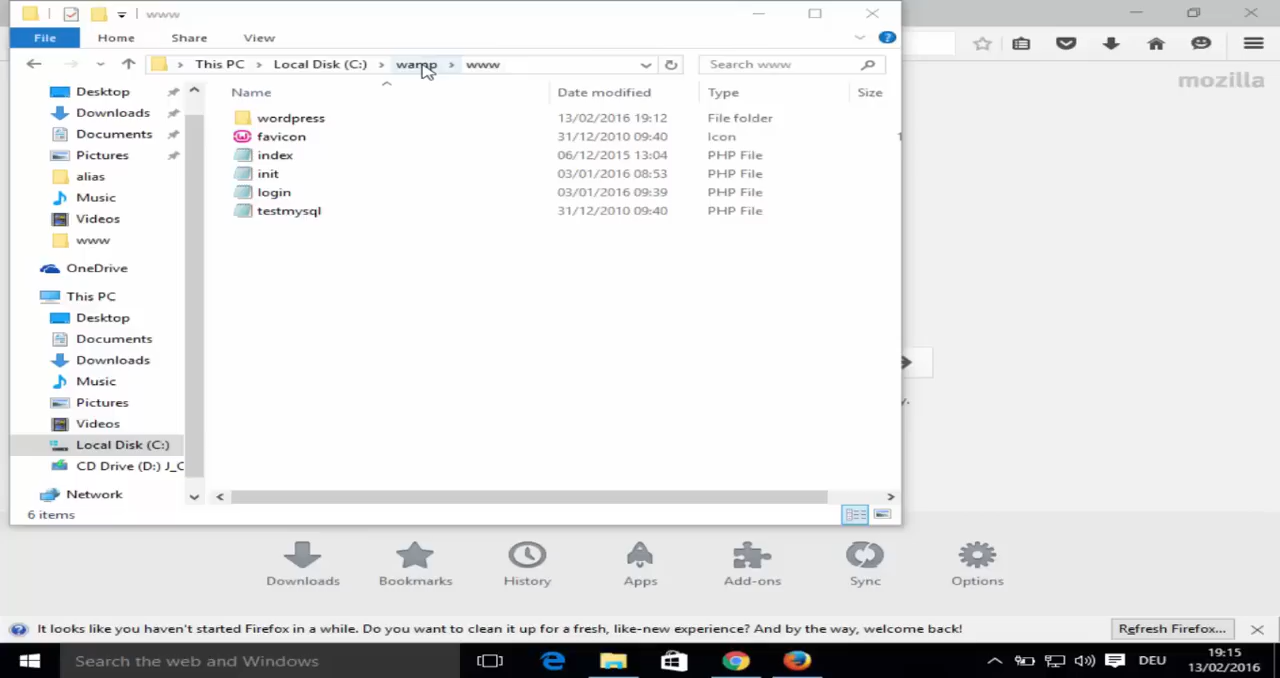 www
File Home Share View
This PC > Local Disk (C:) > wamp > www
Search www
Name Date modified Type Size
wordpress 13/02/2016 19:12 File folder
favicon 31/12/2010 09:40 Icon 1
index 06/12/2015 13:04 PHP File
init 03/01/2016 08:53 PHP File
login 03/01/2016 09:39 PHP File
testmysql 31/12/2010 09:40 PHP File
Desktop
Downloads
Documents
Pictures
alias
Music
Videos
www
OneDrive
This PC
Desktop
Documents
Downloads
Music
Pictures
Videos
Local Disk (C:)
CD Drive (D:) J_C
Network
6 items
mozilla
y.
Downloads Bookmarks History Apps Add-ons Sync Options
It looks like you haven't started Firefox in a while. Do you want to clean it up for a fresh, like-new experience? And by the way, welcome back!
Refresh Firefox...
Search the web and Windows
DEU
19:15
13/02/2016